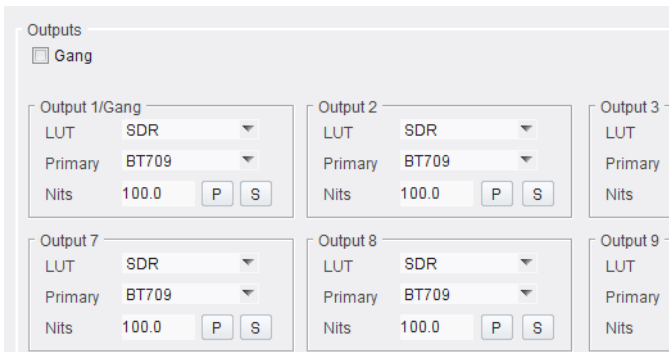 Outputs
Gang
Output 1/Gang
LUT SDR
Primary BT709
Nits 100.0 P S
Output 2
LUT SDR
Primary BT709
Nits 100.0 P S
Output 3
LUT
Primary
Nits
Output 7
LUT SDR
Primary BT709
Nits 100.0 P S
Output 8
LUT SDR
Primary BT709
Nits 100.0 P S
Output 9
LUT
Primary
Nits